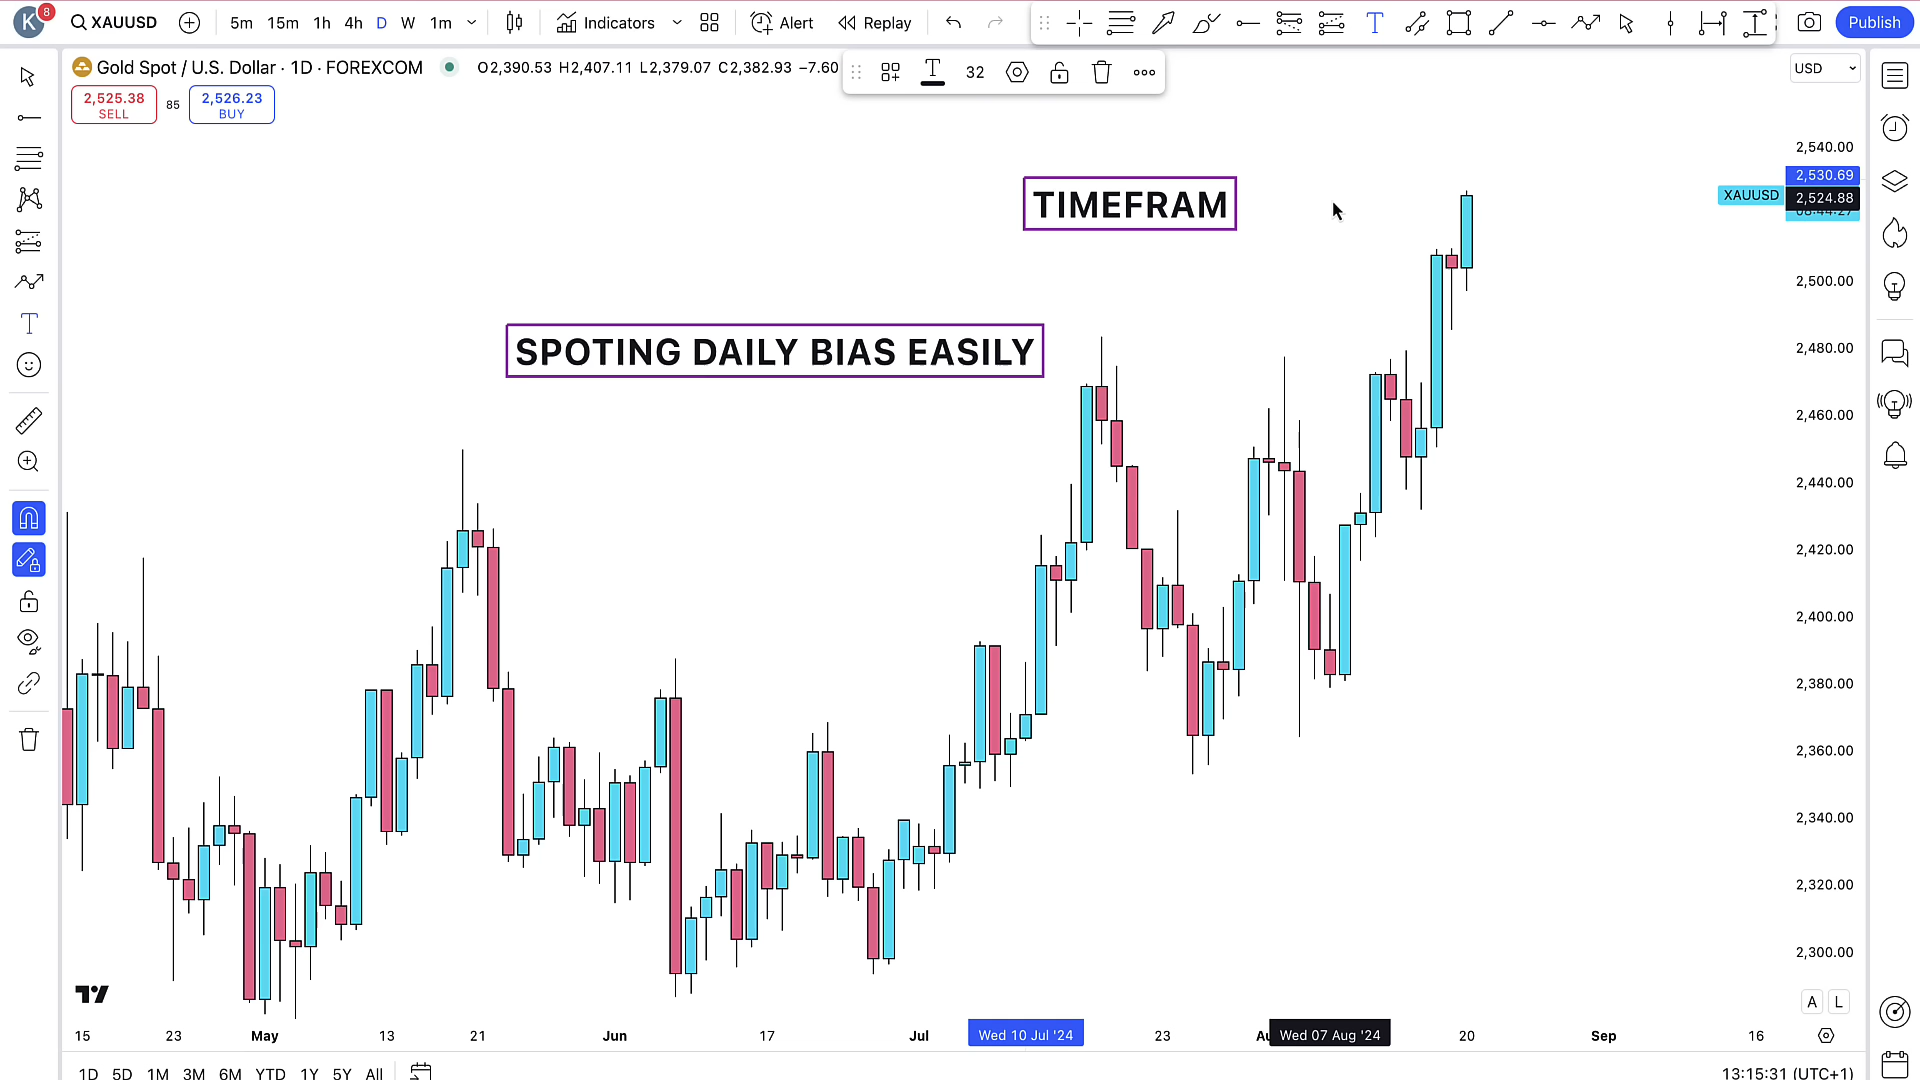 K
8
XAUUSD
5m 15m 1h 4h D W 1m
Indicators
Alert
Replay
Publish
Gold Spot / U.S. Dollar · 1D · FOREXCOM
O2,390.53 H2,407.11 L2,379.07 C2,382.93 −7.60
32
USD
2,525.38
SELL
85
2,526.23
BUY
TIMEFRAM
SPOTING DAILY BIAS EASILY
2,540.00
2,530.69
XAUUSD
2,524.88
2,500.00
2,480.00
2,460.00
2,440.00
2,420.00
2,400.00
2,380.00
2,360.00
2,340.00
2,320.00
2,300.00
A L
15 23 May 13 21 Jun 17 Jul Wed 10 Jul '24 23 Wed 07 Aug '24 20 Sep 16
1D 5D 1M 3M 6M YTD 1Y 5Y All
13:15:31 (UTC+1)